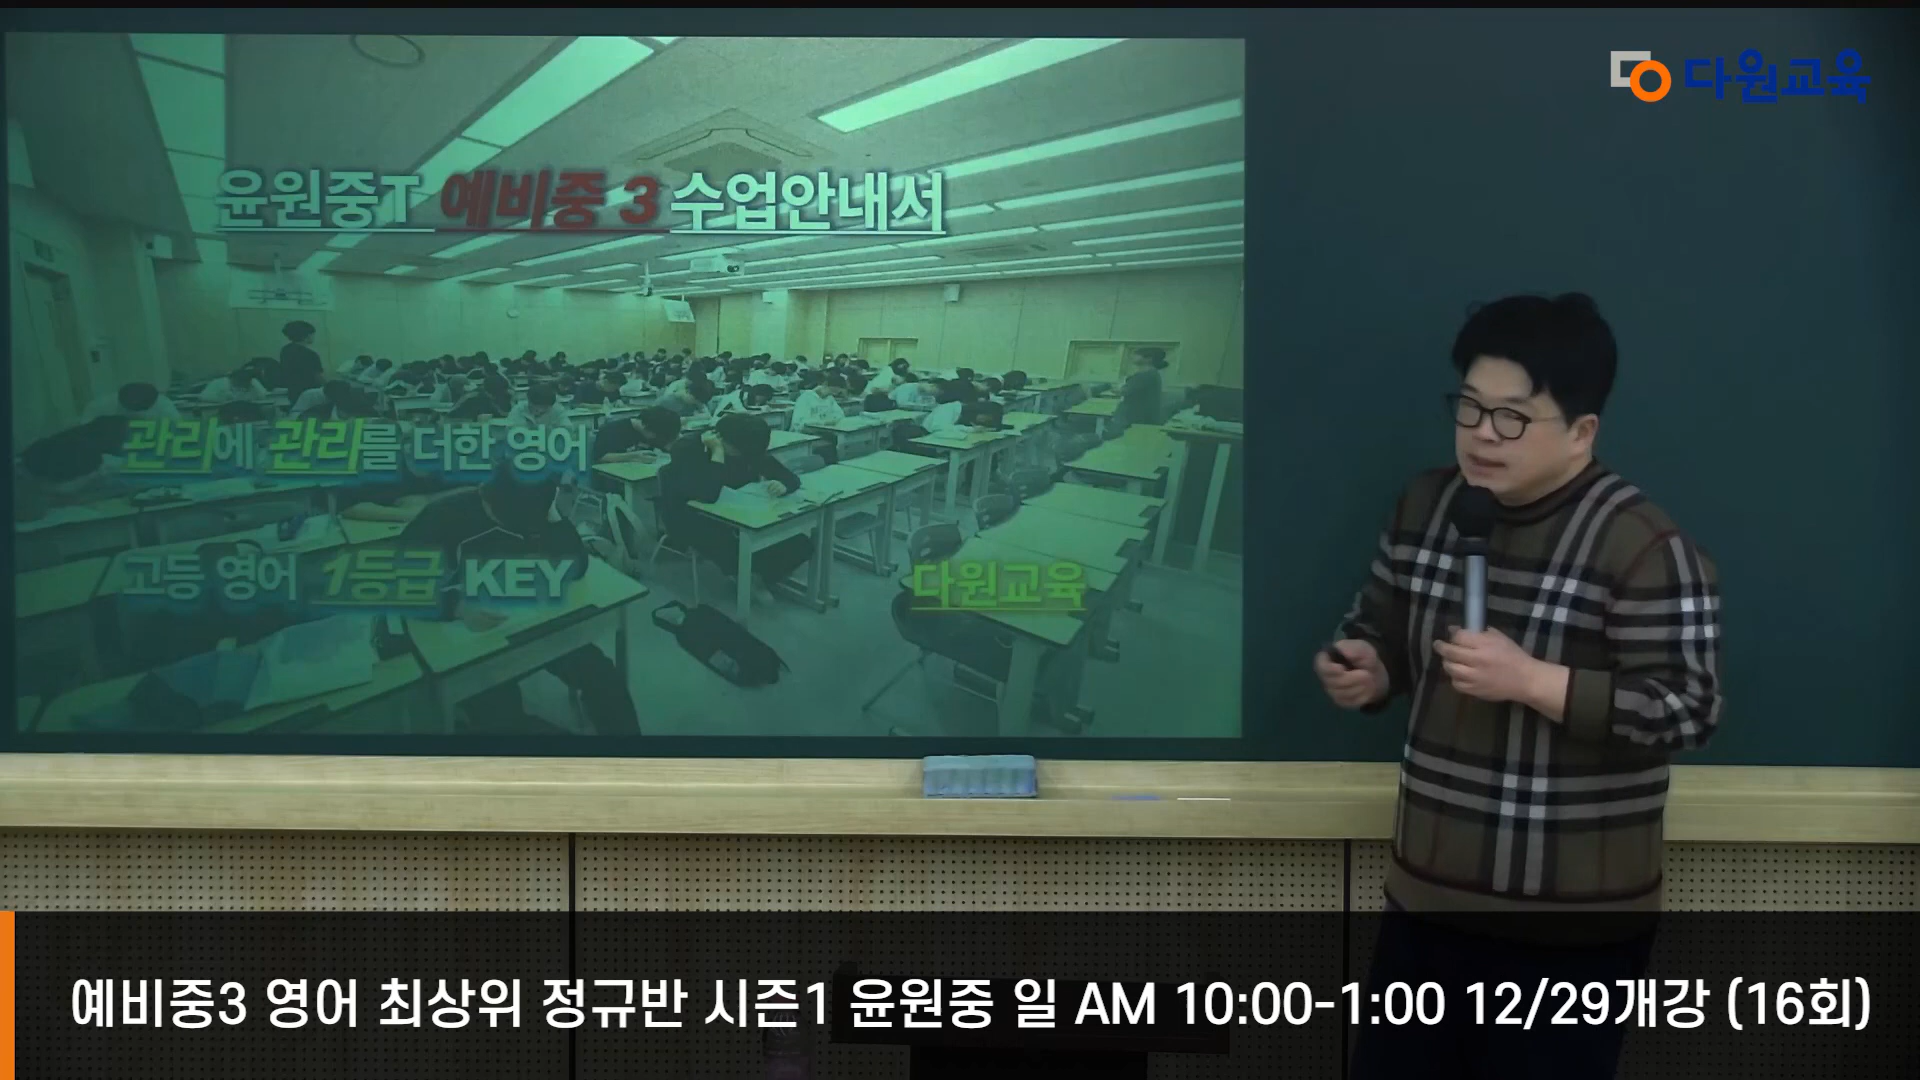 다원교육
윤원중T 예비중 3 수업안내서
관리에 관리를 더한 영어
고등 영어 1등급 KEY
다원교육
예비중3 영어 최상위 정규반 시즌1 윤원중 일 AM 10:00-1:00 12/29개강 (16회)